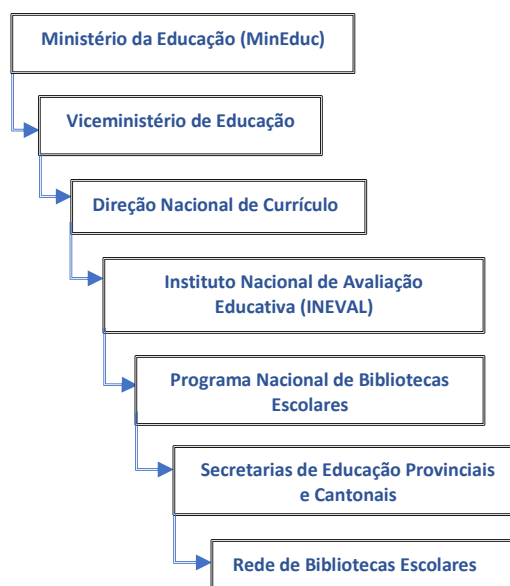 Ministério da Educação (MinEduc)
Viceministério de Educação
Direção Nacional de Currículo
Instituto Nacional de Avaliação
Educativa (INEVAL)
Programa Nacional de Bibliotecas
Escolares
Secretarias de Educação Provinciais
e Cantonais
Rede de Bibliotecas Escolares